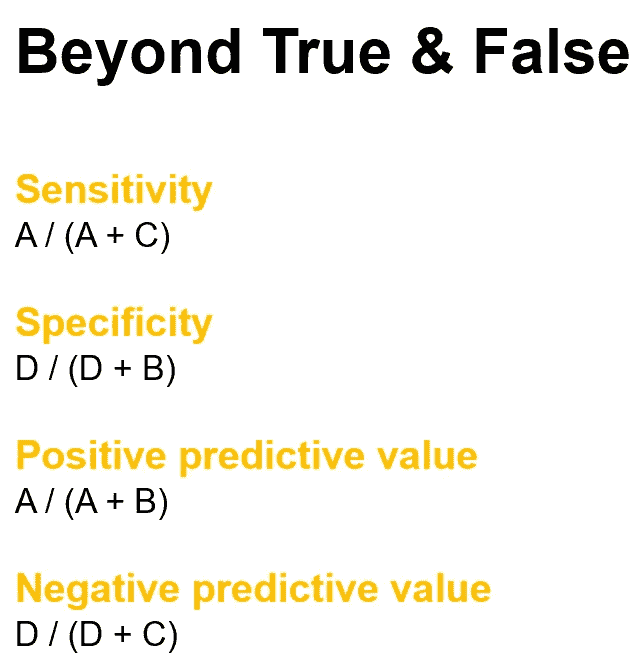 Beyond True & False
Sensitivity
A / (A + C)
Specificity
D / (D + B)
Positive predictive value
A / (A + B)
Negative predictive value
D / (D + C)